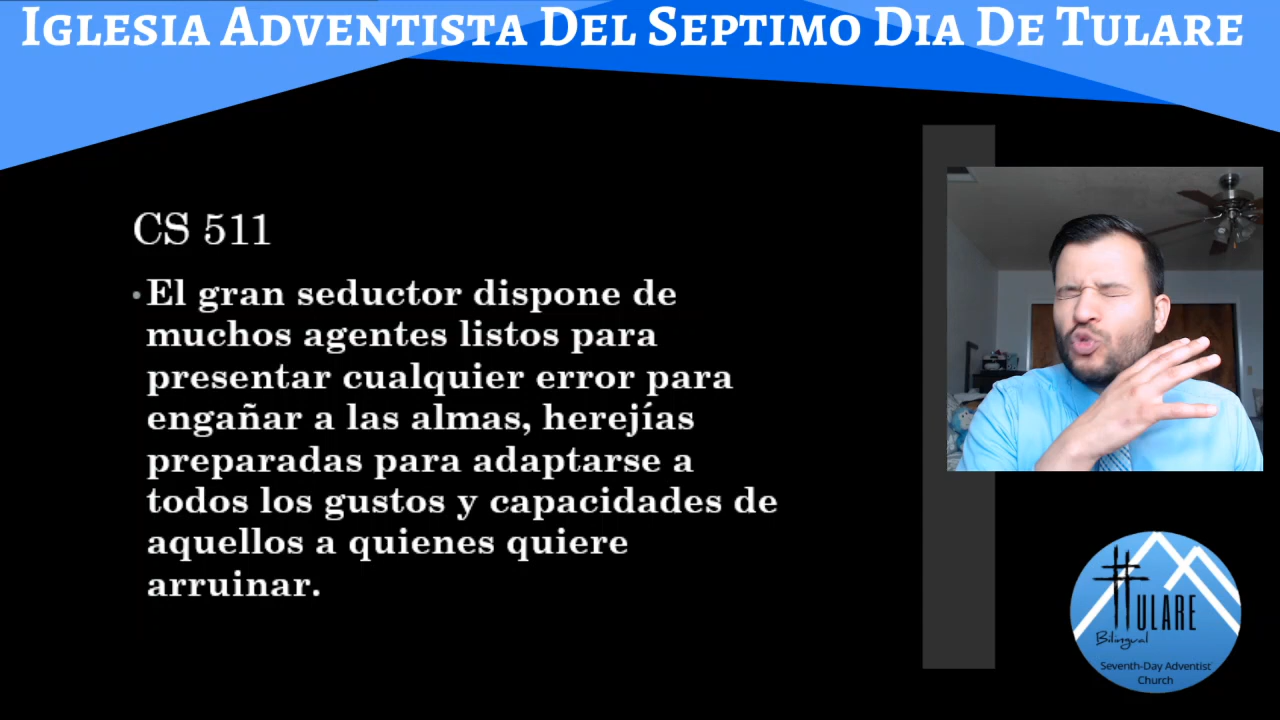 Iglesia Adventista Del Septimo Dia De Tulare
CS 511
•El gran seductor dispone de
muchos agentes listos para
presentar cualquier error para
engañar a las almas, herejías
preparadas para adaptarse a
todos los gustos y capacidades de
aquellos a quienes quiere
arruinar.
TULARE
Bilingual
Seventh-Day Adventist
Church